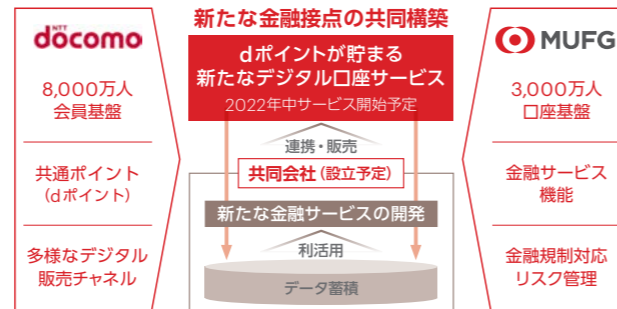 NTT
döcomo
8,000万人
会員基盤
共通ポイント
（dポイント）
多様なデジタル
販売チャネル
新たな金融接点の共同構築
dポイントが貯まる
新たなデジタル口座サービス
2022年中サービス開始予定
連携・販売
共同会社（設立予定）
新たな金融サービスの開発
利活用
データ蓄積
MUFG
3,000万人
口座基盤
金融サービス
機能
金融規制対応
リスク管理